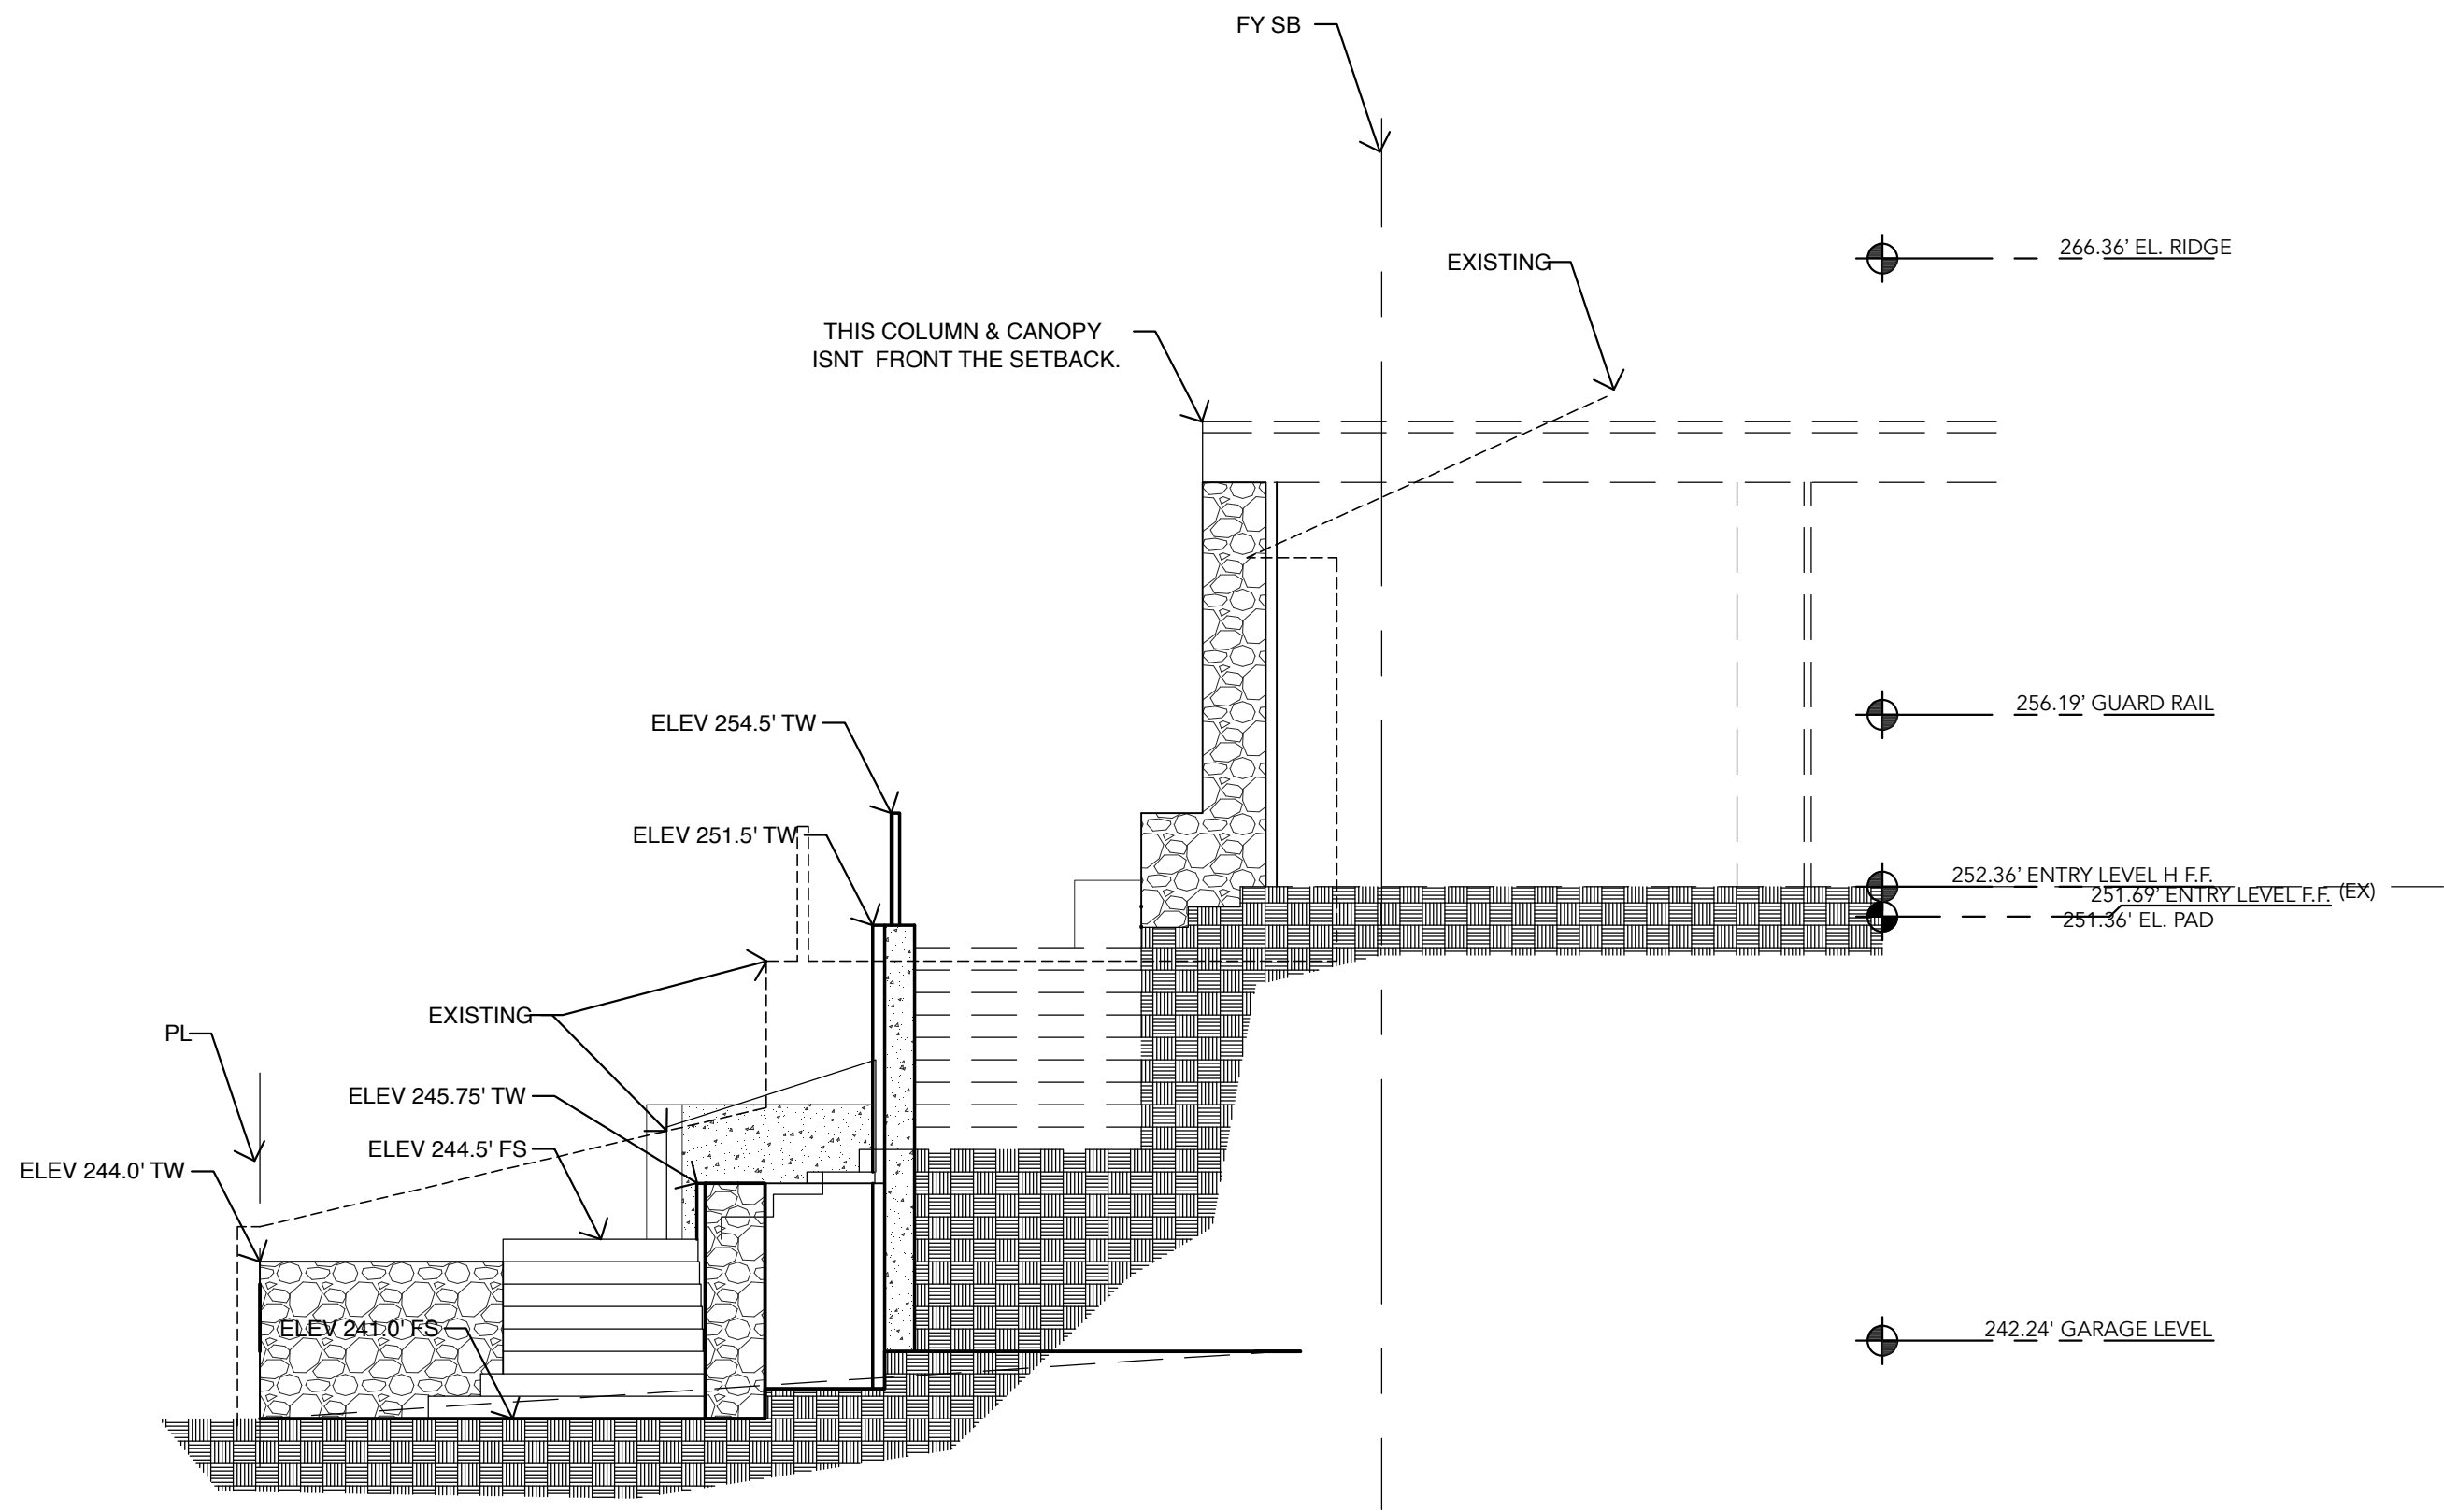 FY SB
266.36' EL. RIDGE
EXISTING
THIS COLUMN & CANOPY
ISNT FRONT THE SETBACK.
256.19' GUARD RAIL
ELEV 254.5' TW
ELEV 251.5' TW
252.36' ENTRY LEVEL H F.F.
251.69' ENTRY LEVEL F.F. (EX)
251.36' EL. PAD
EXISTING
PL
ELEV 245.75' TW
ELEV 244.5' FS
ELEV 244.0' TW
ELEV 241.0' FS
242.24' GARAGE LEVEL